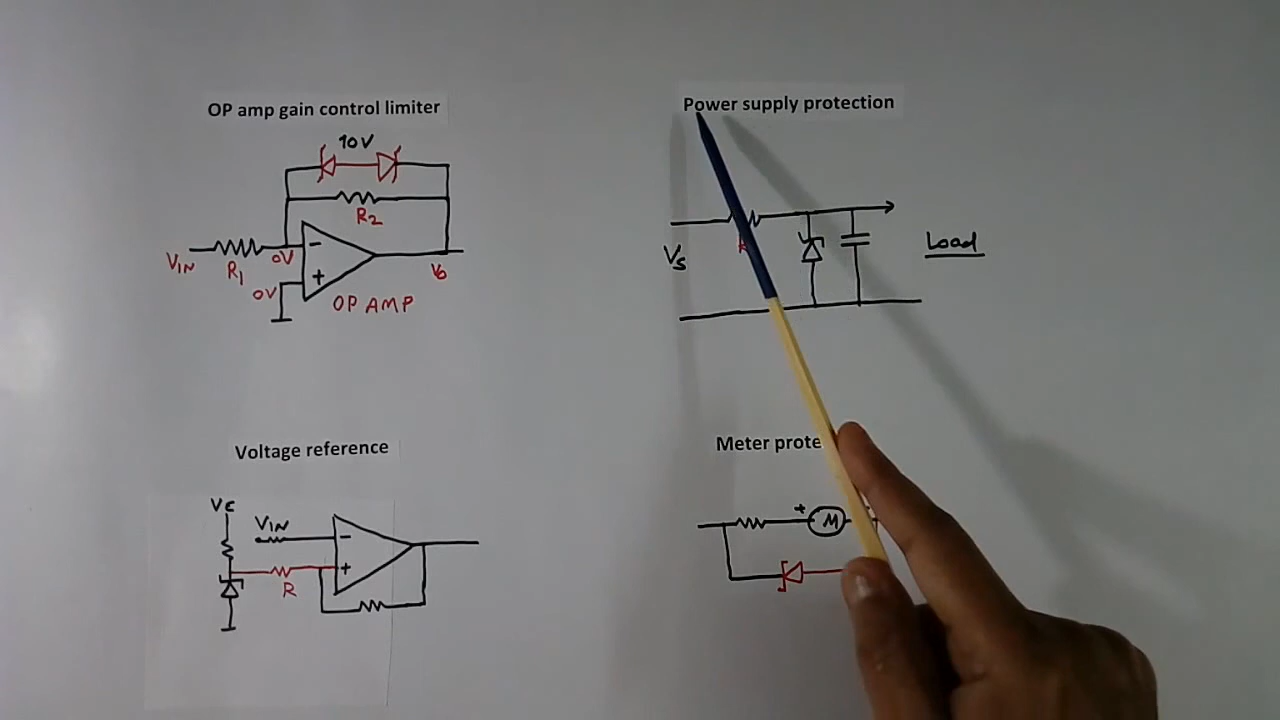 OP amp gain control limiter
10V
R2
VIN
R1
0V
0V
-
+
OP AMP
Vo
Power supply protection
Vs
Load
Voltage reference
VC
VIN
-
+
R
Meter
+
M